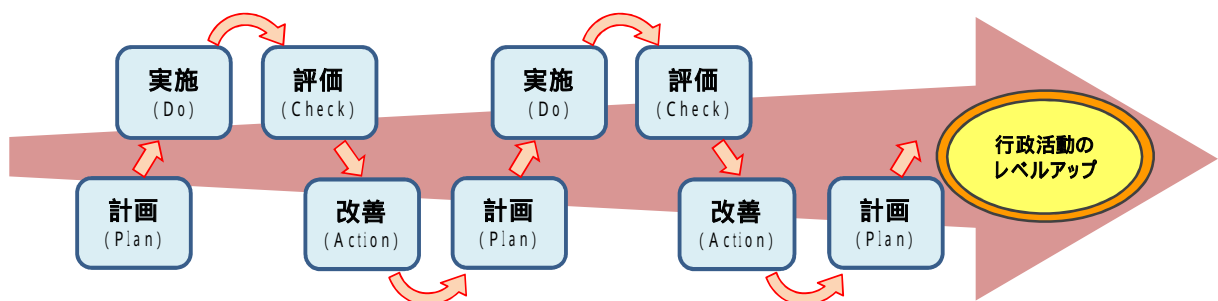 計画
(Plan)
実施
(Do)
評価
(Check)
改善
(Action)
計画
(Plan)
実施
(Do)
評価
(Check)
改善
(Action)
計画
(Plan)
行政活動の
レベルアップ